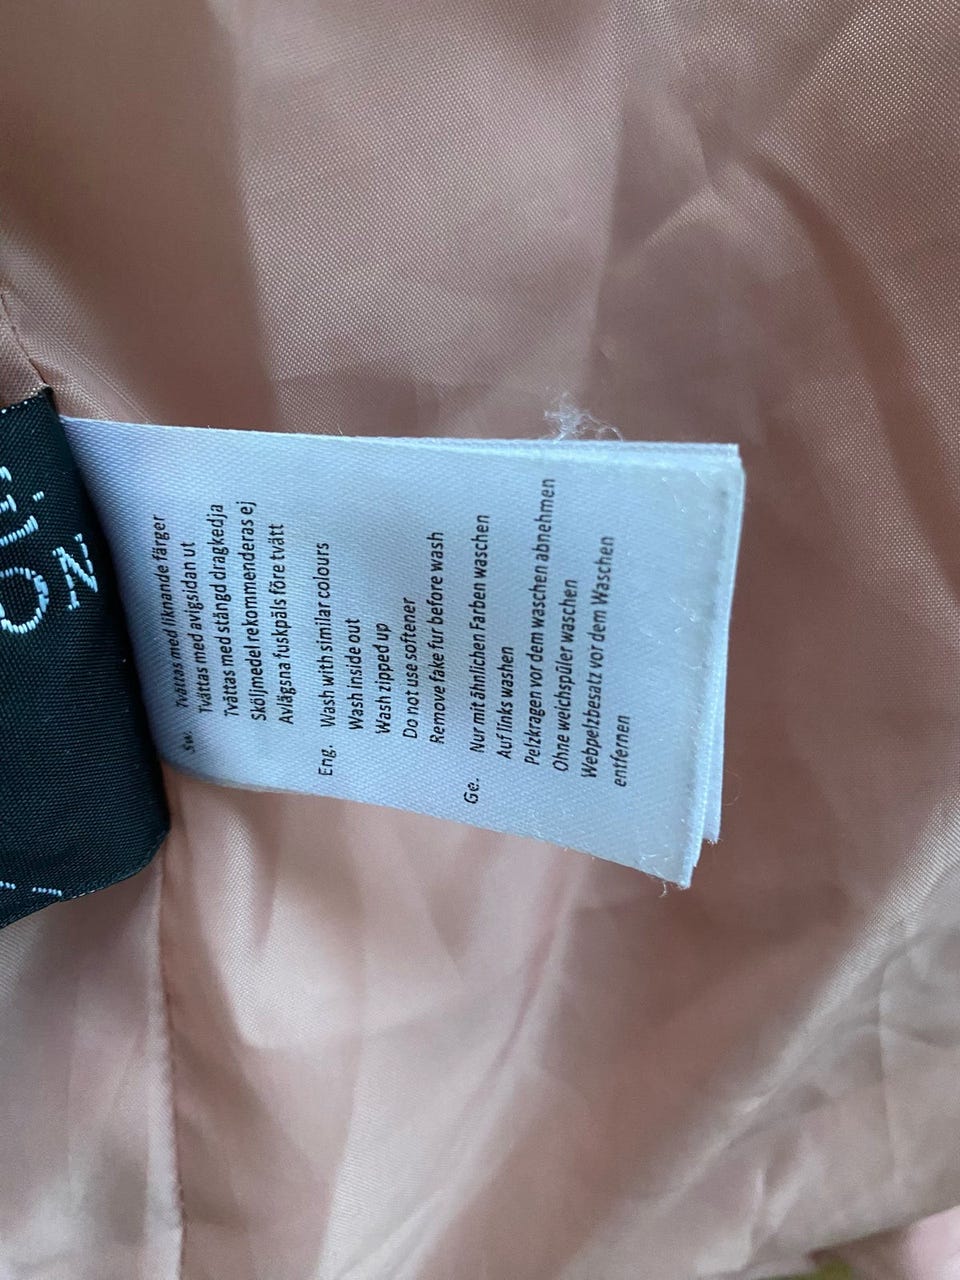 Sw. Tvättas med liknande färger
Tvättas med avigsidan ut
Tvättas med stängd dragkedja
Sköljmedel rekommenderas ej
Avlägsna fuskpäls före tvätt
Eng. Wash with similar colours
Wash inside out
Wash zipped up
Do not use softener
Remove fake fur before wash
Ge. Nur mit ähnlichen Farben waschen
Auf links washen
Pelzkragen vor dem waschen abnehmen
Ohne weichspüler waschen
Webpelzbesatz vor dem Waschen
entfernen